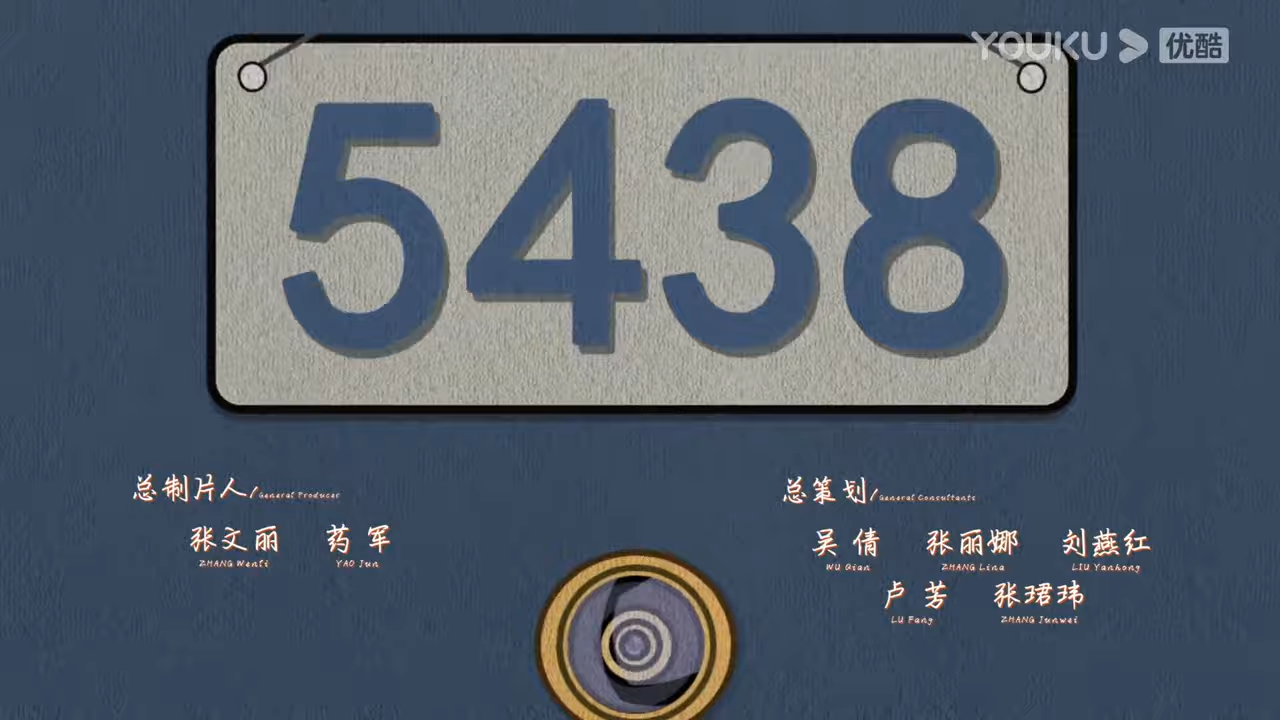 YOUKU 优酷
5438
总制片人/General Producer
张文丽 药军
ZHANG Wenli YAO Jun
总策划/General Consultants
吴倩 张丽娜 刘燕红
WU Qian ZHANG Lina LIU Yanhong
卢芳 张珺玮
LU Fang ZHANG Junwei